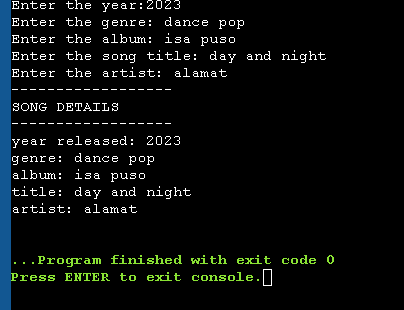 Enter the year:2023
Enter the genre: dance pop
Enter the album: isa puso
Enter the song title: day and night
Enter the artist: alamat
------------------
SONG DETAILS
------------------
year released: 2023
genre: dance pop
album: isa puso
title: day and night
artist: alamat
...Program finished with exit code 0
Press ENTER to exit console.